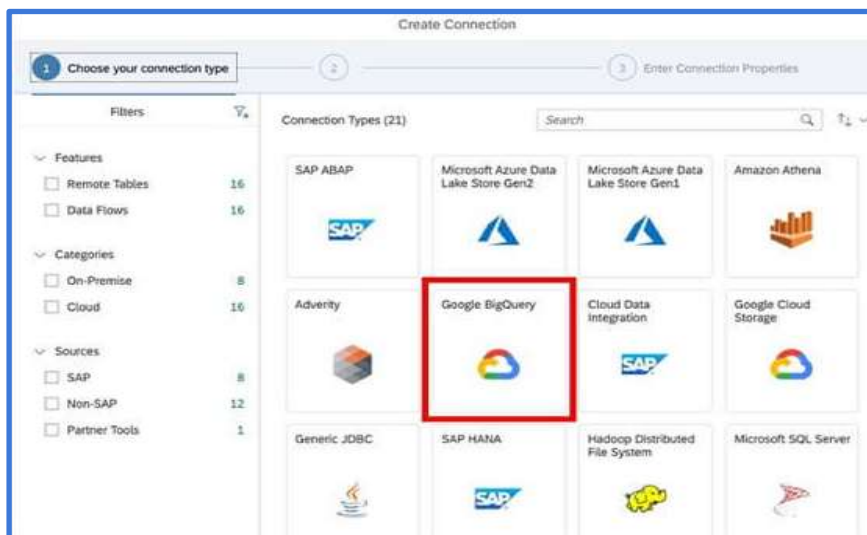 Create Connection
1 Choose your connection type 2 3 Enter Connection Properties
Filters
Features
Remote Tables 16
Data Flows 16
Categories
On-Premise 8
Cloud 16
Sources
SAP 8
Non-SAP 12
Partner Tools 1
Connection Types (21) Search
SAP ABAP
SAP
Microsoft Azure Data
Lake Store Gen2
Microsoft Azure Data
Lake Store Gen1
Amazon Athena
Adverity
Google BigQuery
Cloud Data
Integration
SAP
Google Cloud
Storage
Generic JDBC
SAP HANA
SAP
Hadoop Distributed
File System
Microsoft SQL Server